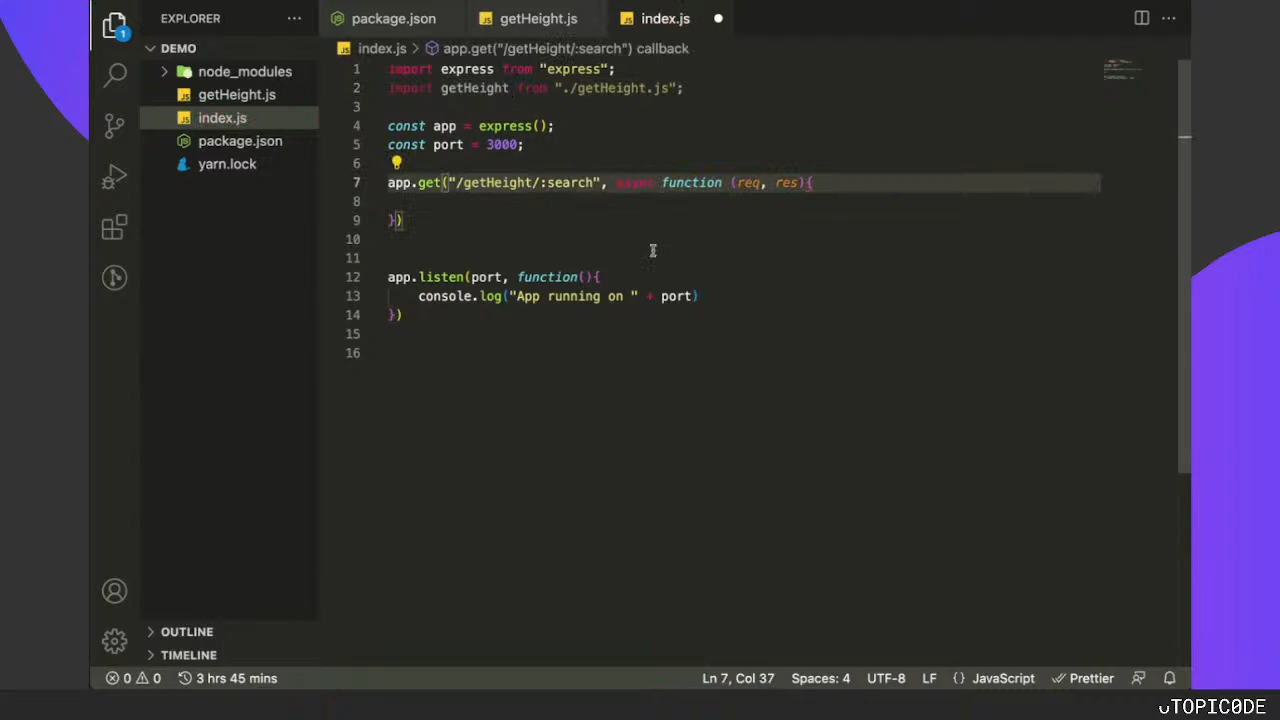 EXPLORER
package.json
getHeight.js
index.js
DEMO
index.js
app.get("/getHeight/:search") callback
node_modules
getHeight.js
index.js
package.json
yarn.lock
1
1 import express from "express";
2 import getHeight from "./getHeight.js";
3
4 const app = express();
5 const port = 3000;
6
7 app.get("/getHeight/:search", async function (req, res){
8
9 })
10
11
12 app.listen(port, function(){
13 console.log("App running on " + port)
14 })
15
16
OUTLINE
TIMELINE
0 0 3 hrs 45 mins
Ln 7, Col 37
Spaces: 4
UTF-8
LF
{} JavaScript
Prettier
TOPIC0DE